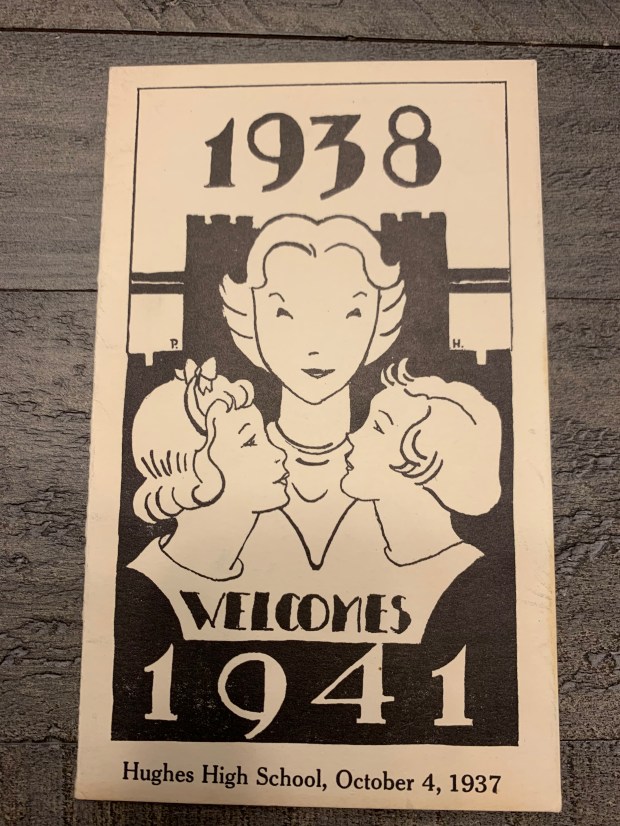 1938
P. H.
WELCOMES
1941
Hughes High School, October 4, 1937